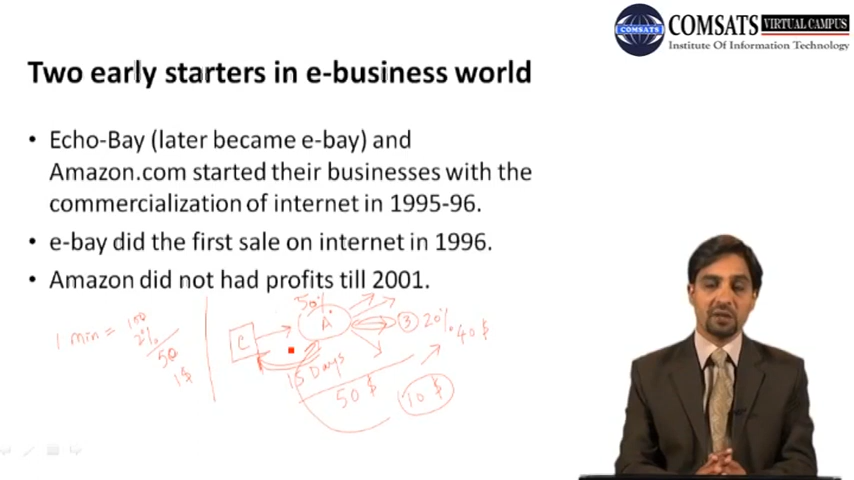 COMSATS VIRTUAL CAMPUS
COMSATS
Institute Of Information Technology
Two early starters in e-business world
• Echo-Bay (later became e-bay) and
Amazon.com started their businesses with the
commercialization of internet in 1995-96.
• e-bay did the first sale on internet in 1996.
• Amazon did not had profits till 2001.
1 min =
100
2%
50
1$
50%
C
A
3
20%
40 $
15 Days
50 $
10 $